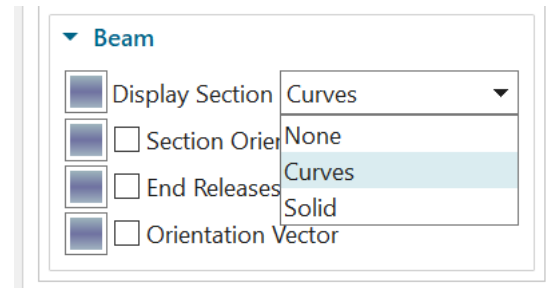 Beam
Display Section Curves
Section Orier None
Curves
End Releases
Solid
Orientation Vector